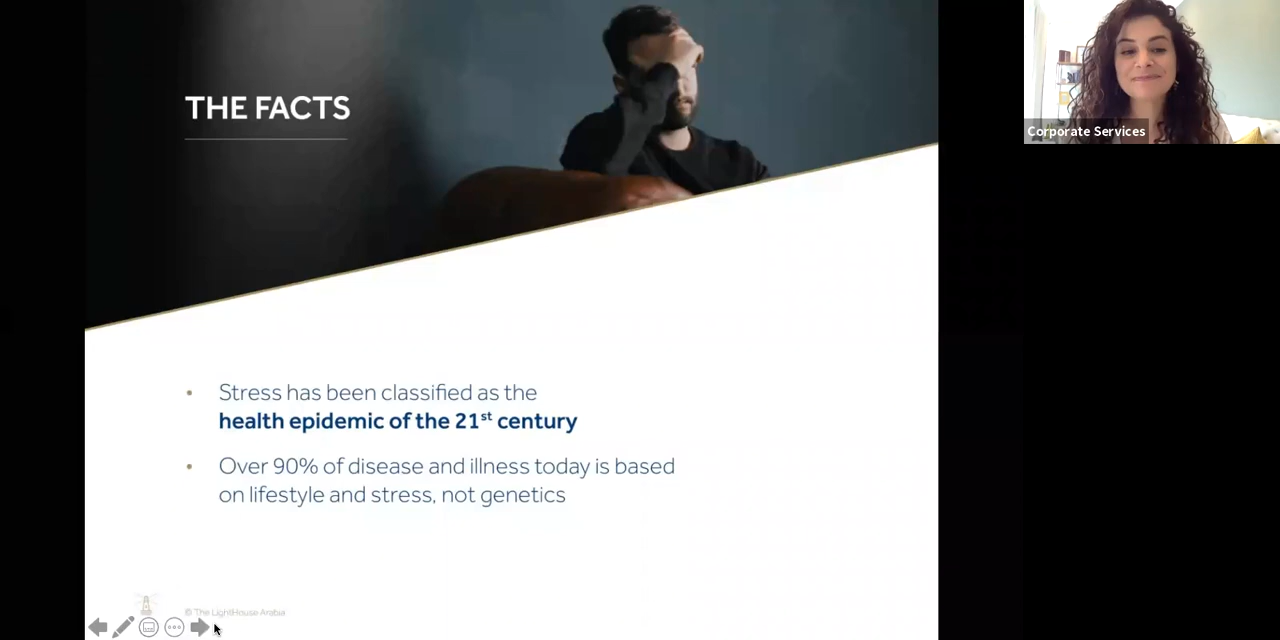 THE FACTS
Corporate Services
• Stress has been classified as the
health epidemic of the 21st century
• Over 90% of disease and illness today is based
on lifestyle and stress, not genetics
© The LightHouse Arabia